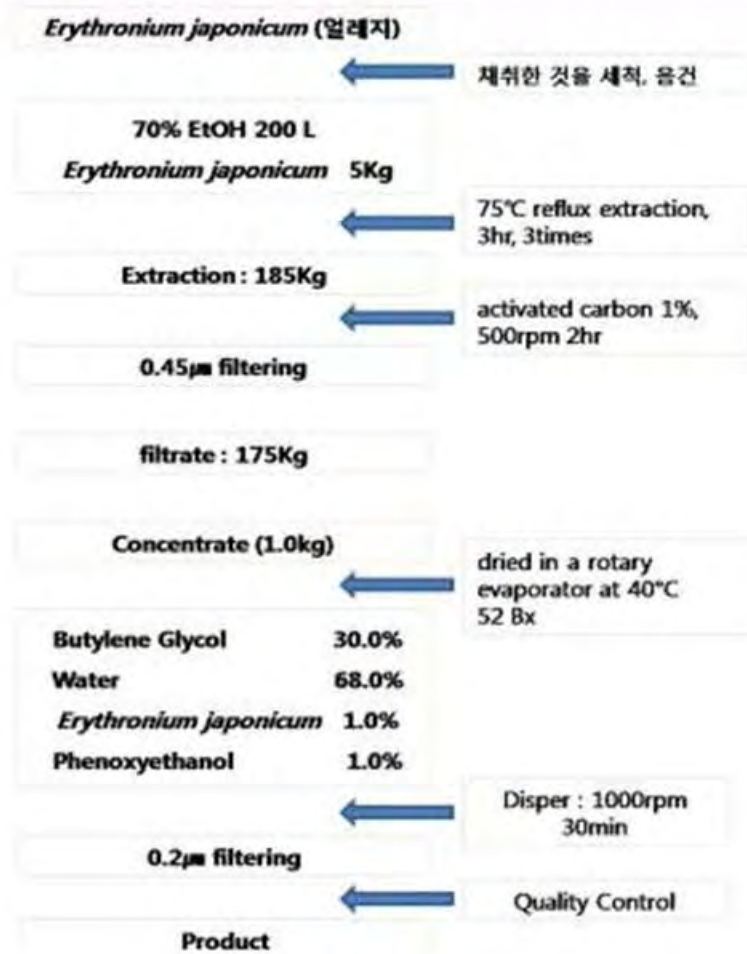 Erythronium japonicum (얼레지)
채취한 것을 세척, 음건
70% EtOH 200 L
Erythronium japonicum 5Kg
75℃ reflux extraction,
3hr, 3times
Extraction : 185Kg
activated carbon 1%,
500rpm 2hr
0.45㎛ filtering
filtrate : 175Kg
Concentrate (1.0kg)
dried in a rotary
evaporator at 40℃
52 Bx
Butylene Glycol 30.0%
Water 68.0%
Erythronium japonicum 1.0%
Phenoxyethanol 1.0%
Disper : 1000rpm
30min
0.2㎛ filtering
Quality Control
Product